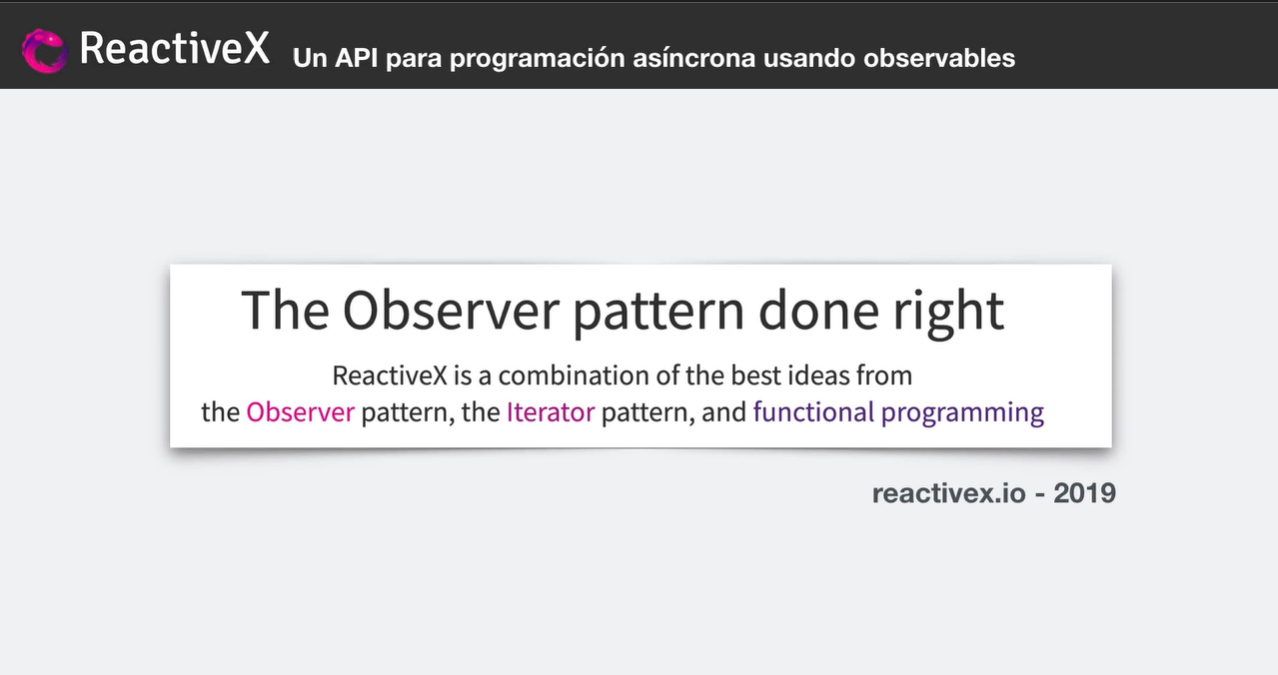 ReactiveX Un API para programación asíncrona usando observables
The Observer pattern done right
ReactiveX is a combination of the best ideas from
the Observer pattern, the Iterator pattern, and functional programming
reactivex.io - 2019